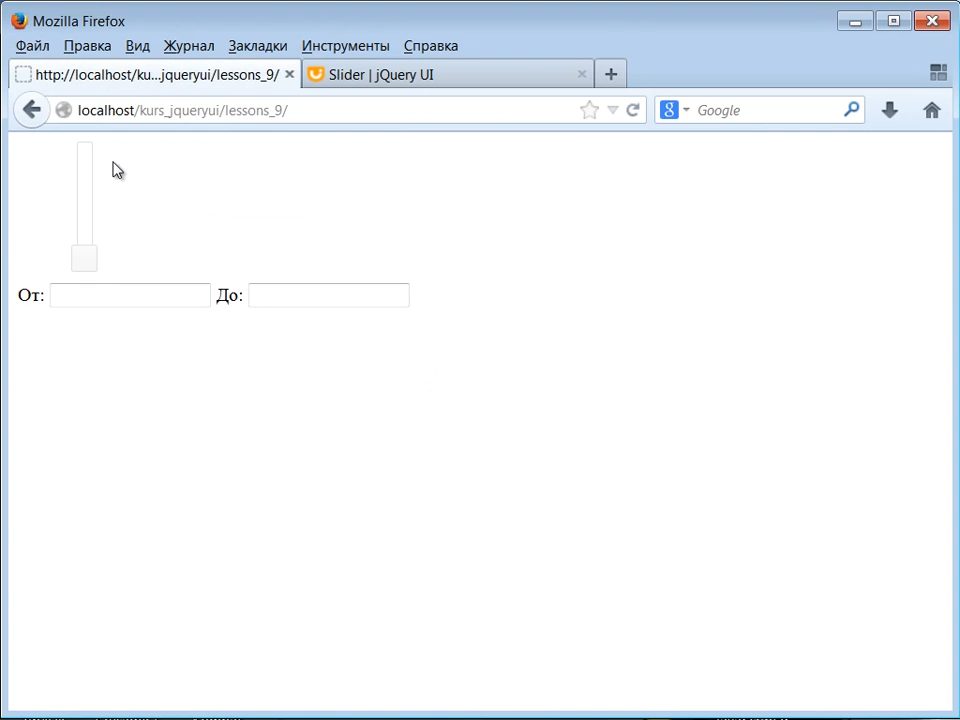 Mozilla Firefox
Файл Правка Вид Журнал Закладки Инструменты Справка
http://localhost/ku...jqueryui/lessons_9/ Slider | jQuery UI
localhost/kurs_jqueryui/lessons_9/ Google
От: До: